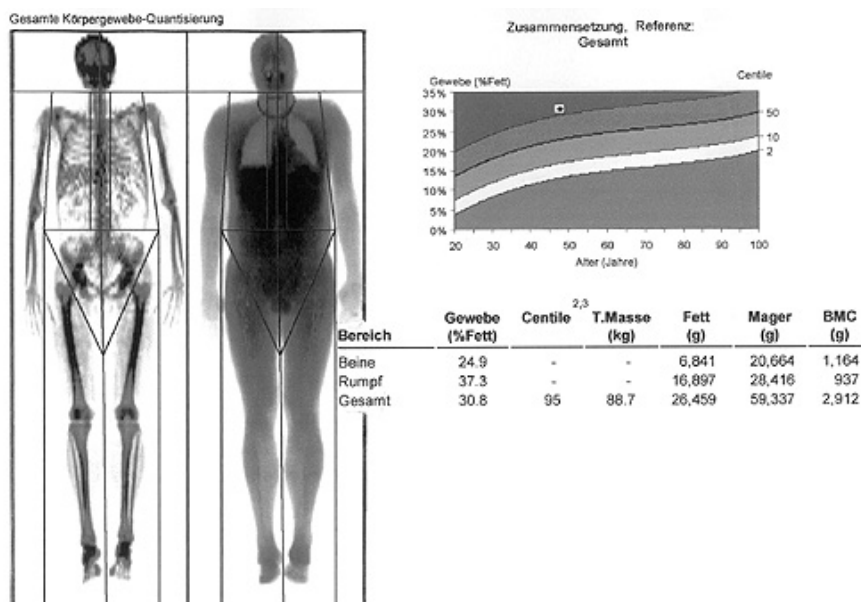 Gesamte Körpergewebe-Quantisierung
Zusammensetzung, Referenz:
Gesamt
Gewebe (%Fett)
Centile
35%
30%
25%
20%
15%
10%
5%
0%
50
10
2
20 30 40 50 60 70 80 90 100
Alter (Jahre)
Bereich Gewebe (%Fett) Centile 2,3 T.Masse (kg) Fett (g) Mager (g) BMC (g)
Beine 24.9 - - 6,841 20,664 1,164
Rumpf 37.3 - - 16,897 28,416 937
Gesamt 30.8 95 88.7 26,459 59,337 2,912